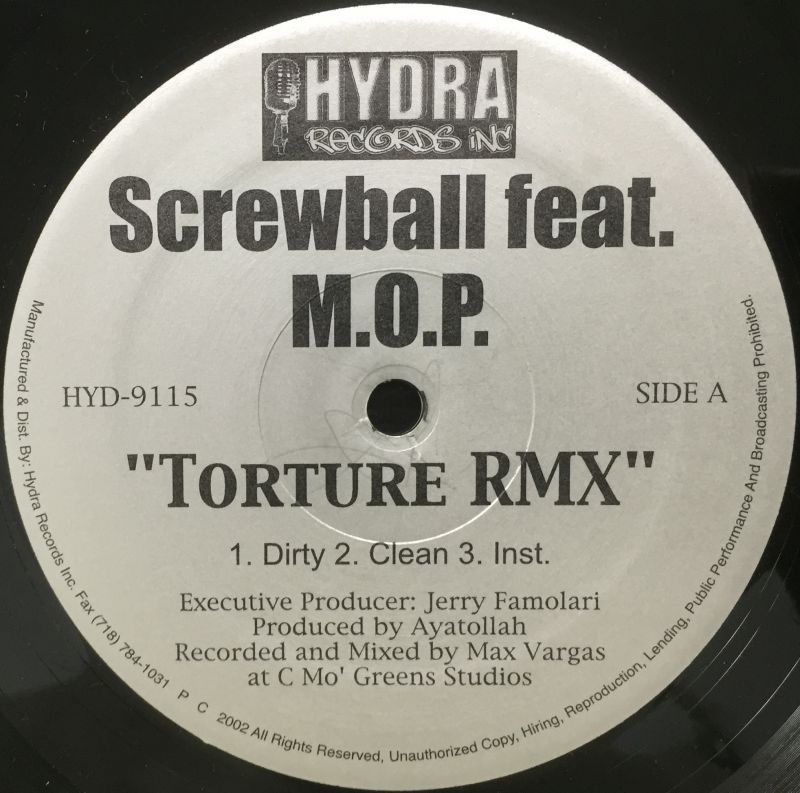 HYDRA
RECORDS INC
Screwball feat.
M.O.P.
HYD-9115
SIDE A
"TORTURE RMX"
1. Dirty 2. Clean 3. Inst.
Executive Producer: Jerry Famolari
Produced by Ayatollah
Recorded and Mixed by Max Vargas
at C Mo' Greens Studios
Manufactured & Dist. By: Hydra Records Inc. Fax (718) 784-1031 P C 2002 All Rights Reserved, Unauthorized Copy, Hiring, Reproduction, Lending, Public Performance And Broadcasting Prohibited.